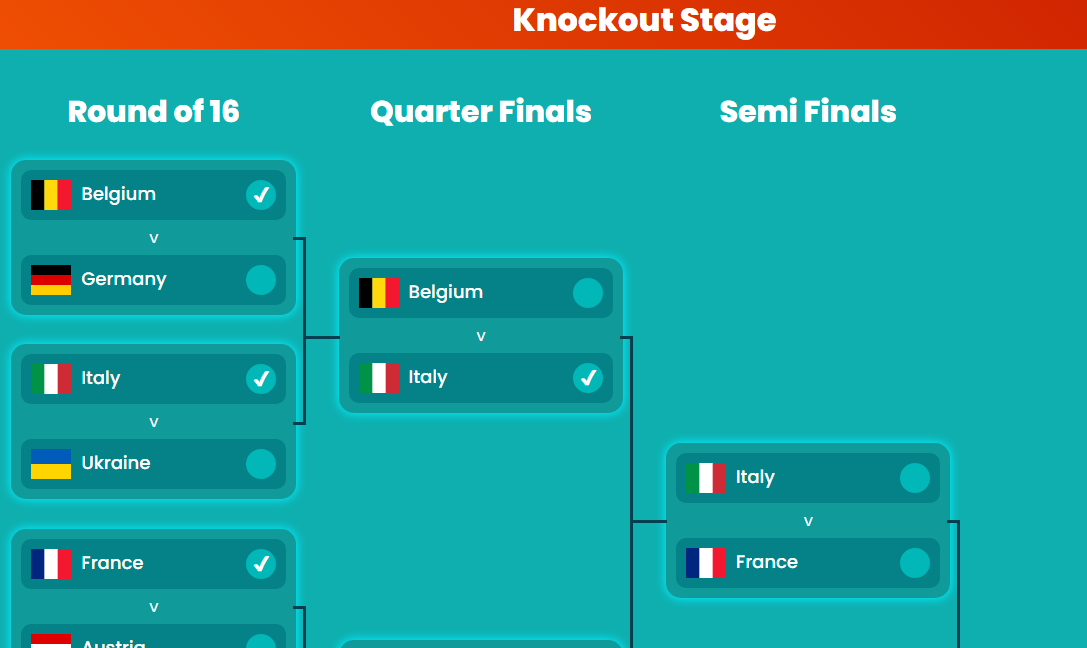 Knockout Stage
Round of 16
Quarter Finals
Semi Finals
Belgium
v
Germany
Italy
v
Ukraine
France
v
Austria
Belgium
v
Italy
Italy
v
France